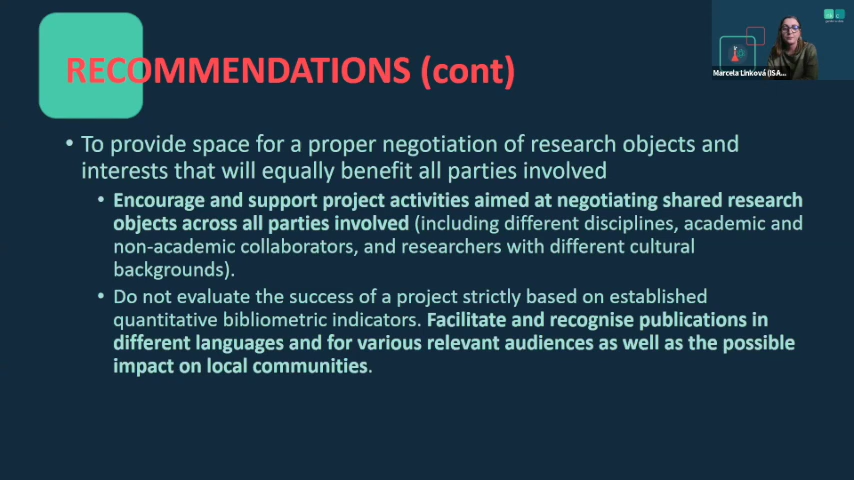 RECOMMENDATIONS (cont)
• To provide space for a proper negotiation of research objects and
interests that will equally benefit all parties involved
• Encourage and support project activities aimed at negotiating shared research
objects across all parties involved (including different disciplines, academic and
non-academic collaborators, and researchers with different cultural
backgrounds).
• Do not evaluate the success of a project strictly based on established
quantitative bibliometric indicators. Facilitate and recognise publications in
different languages and for various relevant audiences as well as the possible
impact on local communities.
Marcela Linková (ISA...